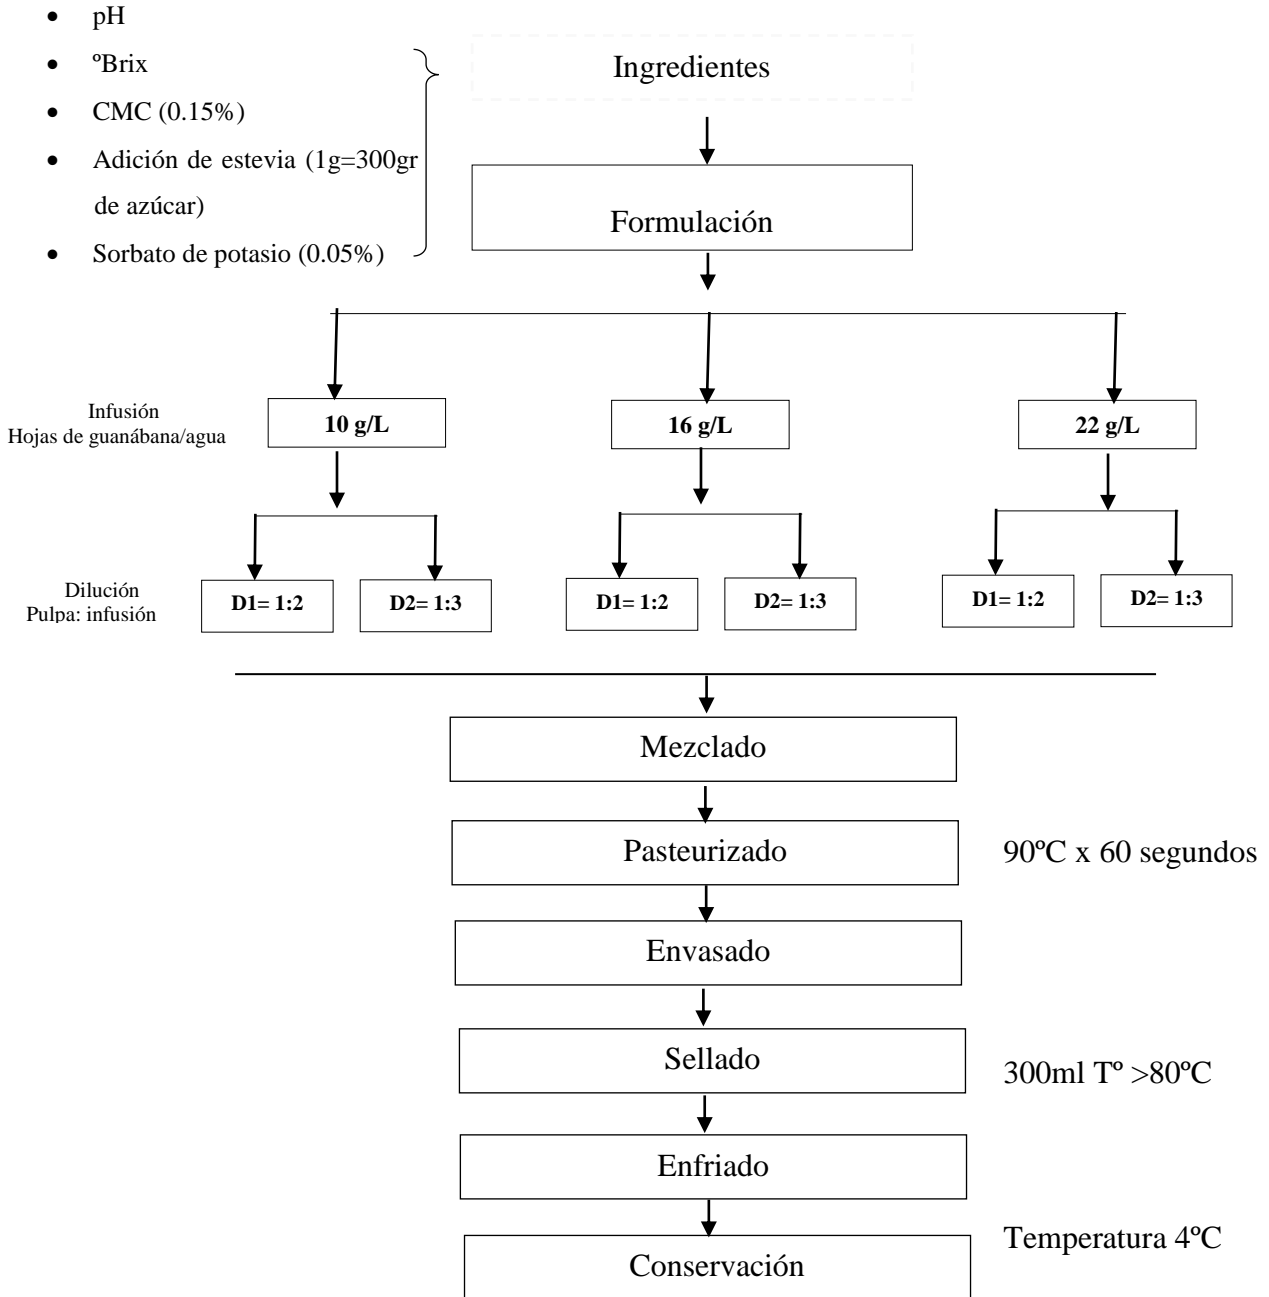 • pH
• ºBrix
• CMC (0.15%)
• Adición de estevia (1g=300gr
de azúcar)
• Sorbato de potasio (0.05%)
Ingredientes
Formulación
Infusión
Hojas de guanábana/agua
10 g/L
16 g/L
22 g/L
Dilución
Pulpa: infusión
D1= 1:2
D2= 1:3
D1= 1:2
D2= 1:3
D1= 1:2
D2= 1:3
Mezclado
Pasteurizado
90ºC x 60 segundos
Envasado
Sellado
300ml Tº >80ºC
Enfriado
Temperatura 4ºC
Conservación